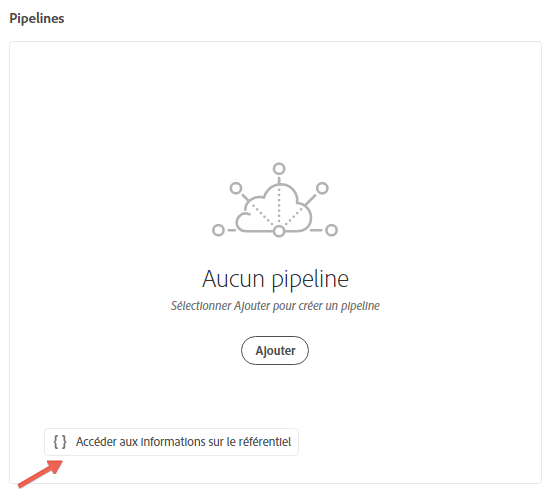 Pipelines
Aucun pipeline
Sélectionner Ajouter pour créer un pipeline
Ajouter
{ } Accéder aux informations sur le référentiel